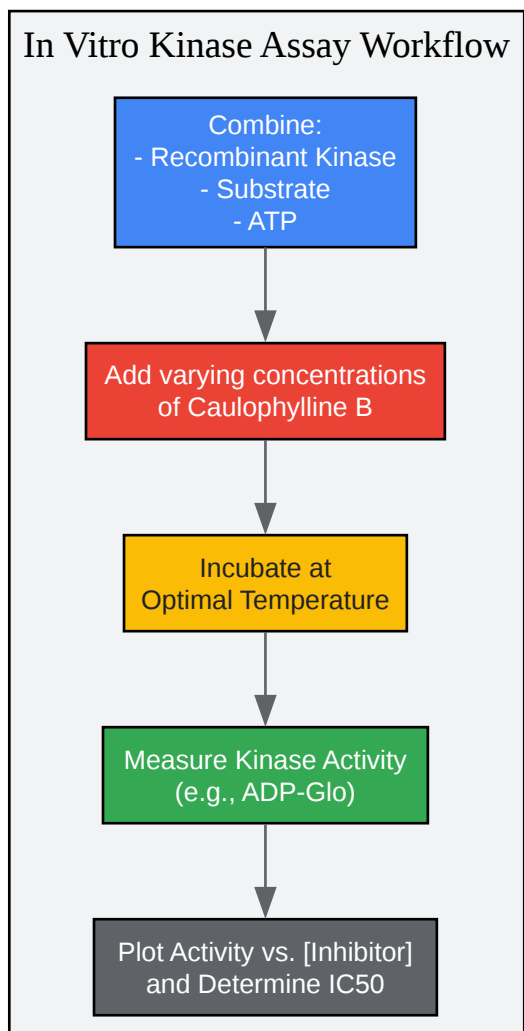 In Vitro Kinase Assay Workflow
Combine:
- Recombinant Kinase
- Substrate
- ATP
Add varying concentrations
of Caulophylline B
Incubate at
Optimal Temperature
Measure Kinase Activity
(e.g., ADP-Glo)
Plot Activity vs. [Inhibitor]
and Determine IC50